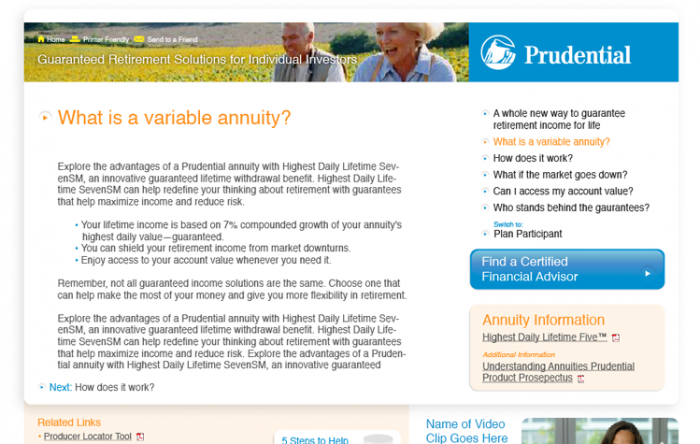 Home Printer Friendly Send to a Friend
Guaranteed Retirement Solutions for Individual Investors
Prudential
What is a variable annuity?
Explore the advantages of a Prudential annuity with Highest Daily Lifetime Sev-
enSM, an innovative guaranteed lifetime withdrawal benefit. Highest Daily Life-
time SevenSM can help redefine your thinking about retirement with guarantees
that help maximize income and reduce risk.
• Your lifetime income is based on 7% compounded growth of your annuity's
highest daily value—guaranteed.
• You can shield your retirement income from market downturns.
• Enjoy access to your account value whenever you need it.
Remember, not all guaranteed income solutions are the same. Choose one that
can help make the most of your money and give you more flexibility in retirement.
Explore the advantages of a Prudential annuity with Highest Daily Lifetime Sev-
enSM, an innovative guaranteed lifetime withdrawal benefit. Highest Daily Life-
time SevenSM can help redefine your thinking about retirement with guarantees
that help maximize income and reduce risk. Explore the advantages of a Pruden-
tial annuity with Highest Daily Lifetime SevenSM, an innovative guaranteed
Next: How does it work?
A whole new way to guarantee
retirement income for life
What is a variable annuity?
How does it work?
What if the market goes down?
Can I access my account value?
Who stands behind the gaurantees?
Switch to:
Plan Participant
Find a Certified
Financial Advisor
Annuity Information
Highest Daily Lifetime Five™
Additional Information
Understanding Annuities Prudential
Product Prosepectus
Related Links
• Producer Locator Tool
5 Steps to Help
Name of Video
Clip Goes Here